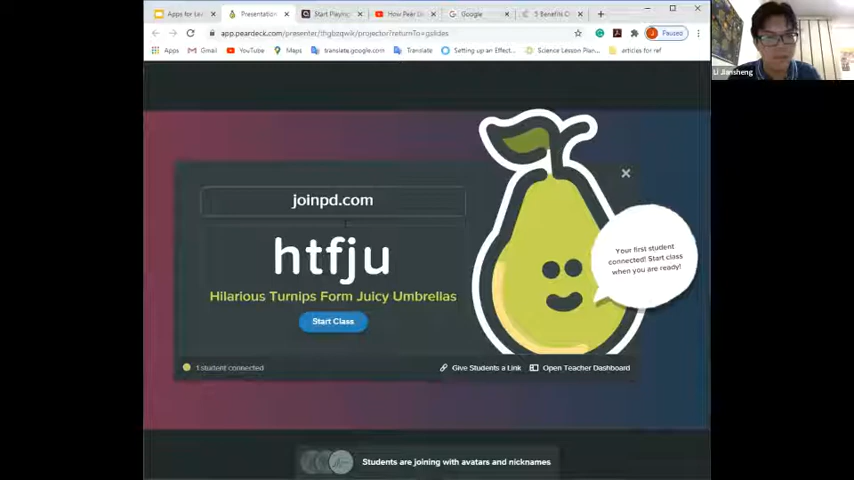 Apps for Lea
Presentation
Start Playing
How Pear De
Google
5 Benefits O
app.peardeck.com/presenter/thgbzqwik/projector?returnTo=gslides
Paused
Apps
Gmail
YouTube
Maps
translate.google.com
Translate
Setting up an Effect...
Science Lesson Plan...
articles for ref
Li Jiansheng
joinpd.com
htfju
Hilarious Turnips Form Juicy Umbrellas
Start Class
Your first student
connected! Start class
when you are ready!
1 student connected
Give Students a Link
Open Teacher Dashboard
Students are joining with avatars and nicknames